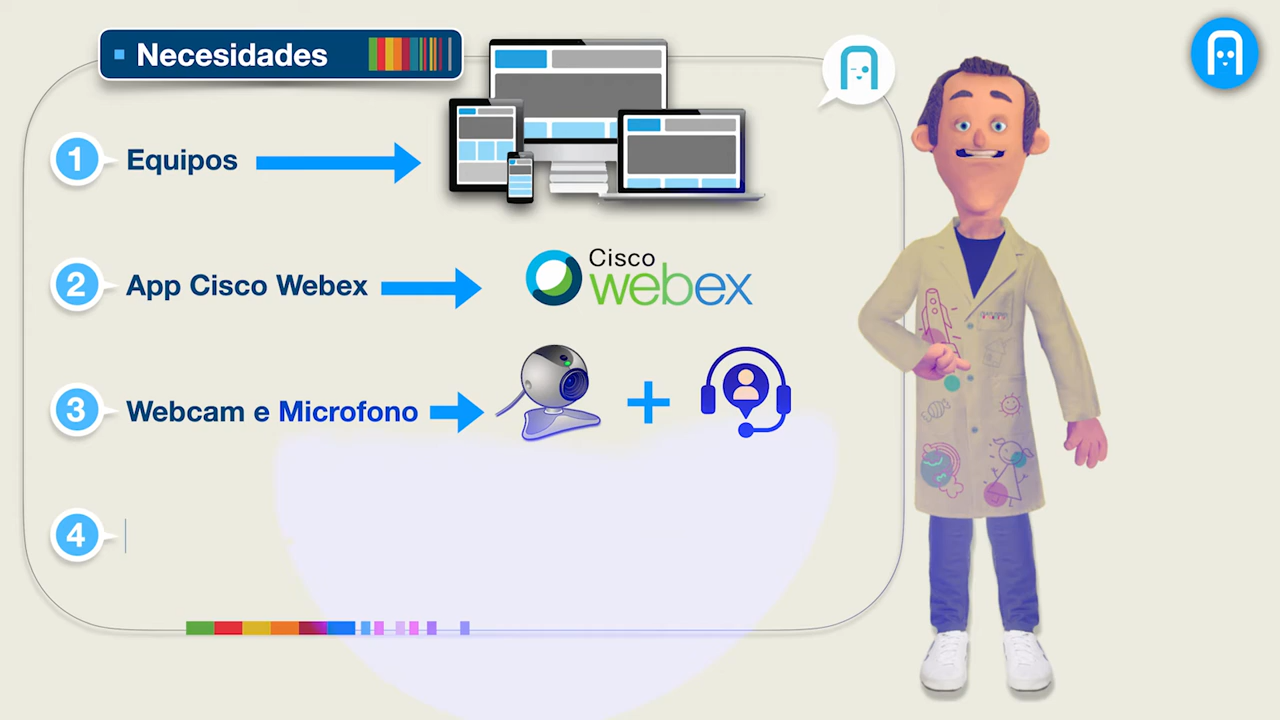 Necesidades
1 Equipos
2 App Cisco Webex
Cisco
webex
3 Webcam e Microfono
4